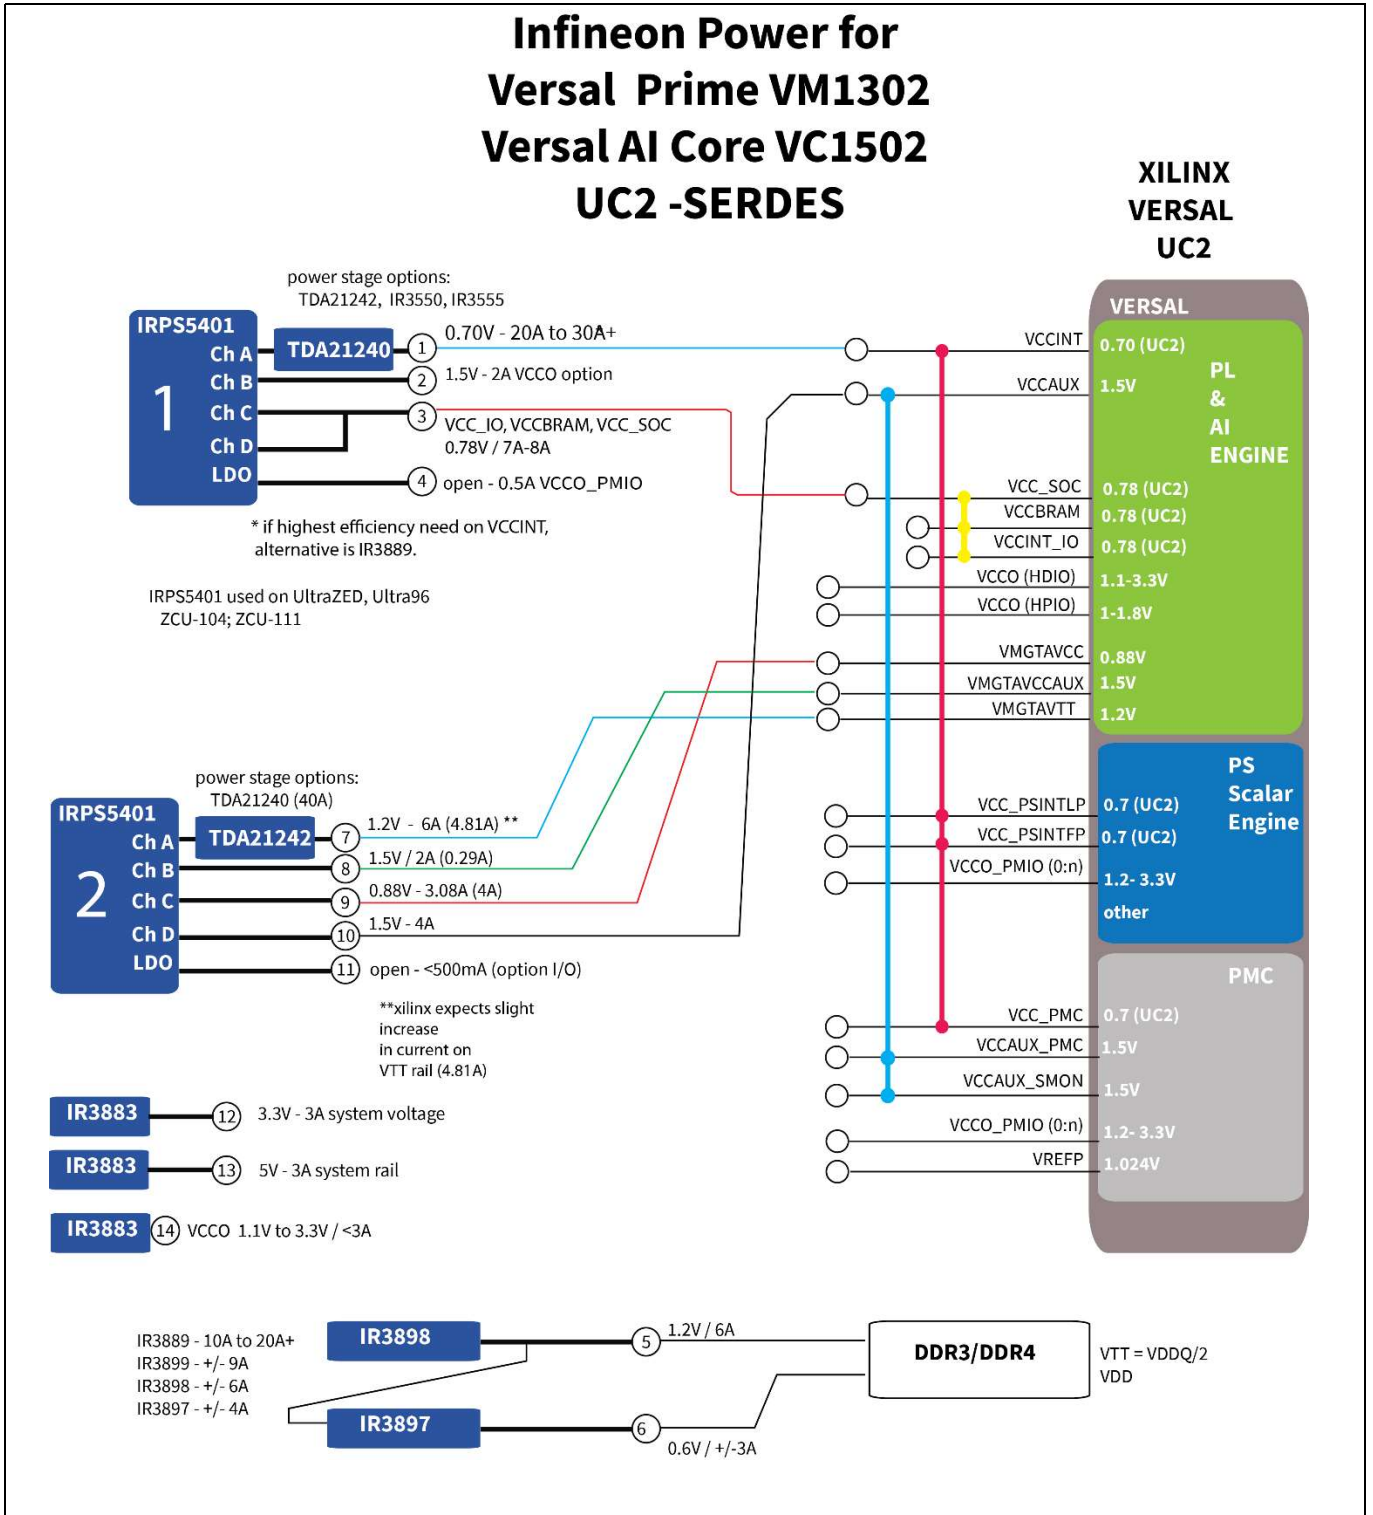 Infineon Power for
Versal Prime VM1302
Versal AI Core VC1502
UC2 -SERDES
XILINX
VERSAL
UC2
power stage options:
TDA21242, IR3550, IR3555
IRPS5401
1
Ch A
Ch B
Ch C
Ch D
LDO
TDA21240
1
0.70V - 20A to 30A+
2
1.5V - 2A VCCO option
3
VCC_IO, VCCBRAM, VCC_SOC
0.78V / 7A-8A
4
open - 0.5A VCCO_PMIO
* if highest efficiency need on VCCINT,
alternative is IR3889.
IRPS5401 used on UltraZED, Ultra96
ZCU-104; ZCU-111
VERSAL
PL
&
AI
ENGINE
VCCINT
0.70 (UC2)
VCCAUX
1.5V
VCC_SOC
0.78 (UC2)
VCCBRAM
0.78 (UC2)
VCCINT_IO
0.78 (UC2)
VCCO (HDIO)
1.1-3.3V
VCCO (HPIO)
1-1.8V
VMGTAVCC
0.88V
VMGTAVCCAUX
1.5V
VMGTAVTT
1.2V
power stage options:
TDA21240 (40A)
IRPS5401
2
Ch A
Ch B
Ch C
Ch D
LDO
TDA21242
7
1.2V - 6A (4.81A) **
8
1.5V / 2A (0.29A)
9
0.88V - 3.08A (4A)
10
1.5V - 4A
11
open - <500mA (option I/O)
**xilinx expects slight
increase
in current on
VTT rail (4.81A)
PS
Scalar
Engine
VCC_PSINTLP
0.7 (UC2)
VCC_PSINTFP
0.7 (UC2)
VCCO_PMIO (0:n)
1.2- 3.3V
other
PMC
VCC_PMC
0.7 (UC2)
VCCAUX_PMC
1.5V
VCCAUX_SMON
1.5V
VCCO_PMIO (0:n)
1.2- 3.3V
VREFP
1.024V
IR3883
12
3.3V - 3A system voltage
IR3883
13
5V - 3A system rail
IR3883
14
VCCO 1.1V to 3.3V / <3A
IR3889 - 10A to 20A+
IR3899 - +/- 9A
IR3898 - +/- 6A
IR3897 - +/- 4A
IR3898
5
1.2V / 6A
IR3897
6
0.6V / +/-3A
DDR3/DDR4
VTT = VDDQ/2
VDD